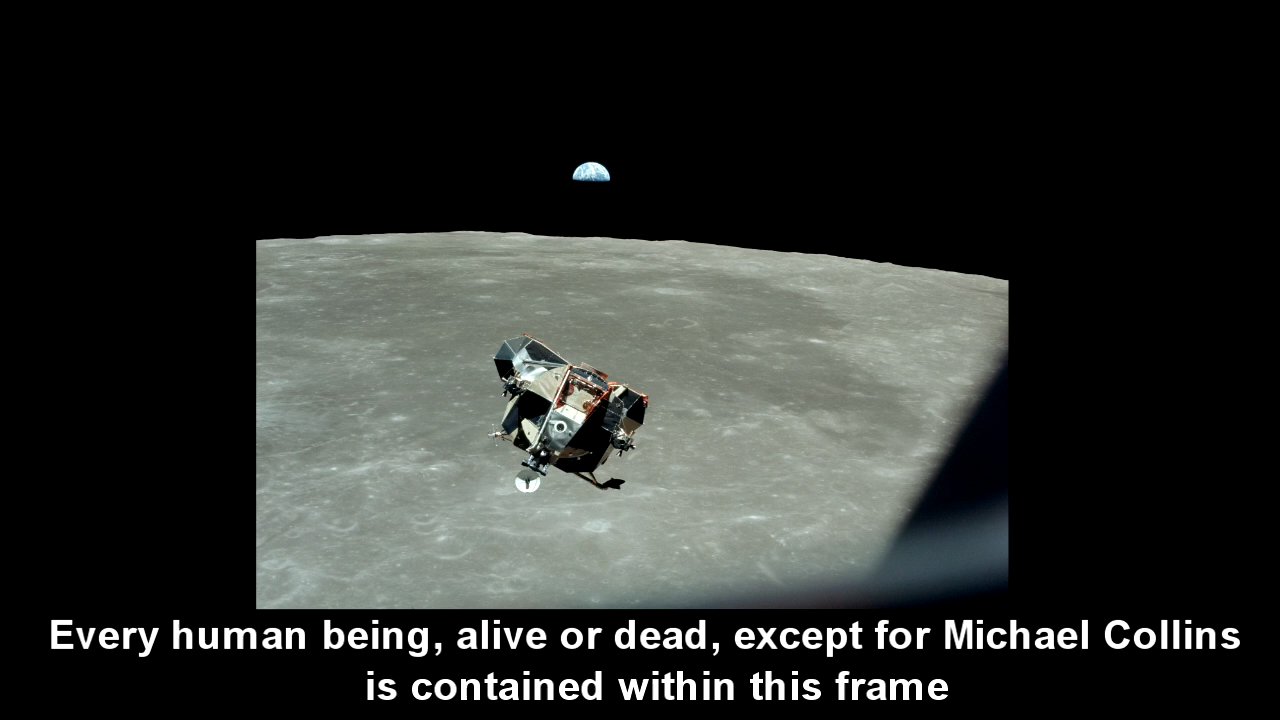 Every human being, alive or dead, except for Michael Collins
is contained within this frame